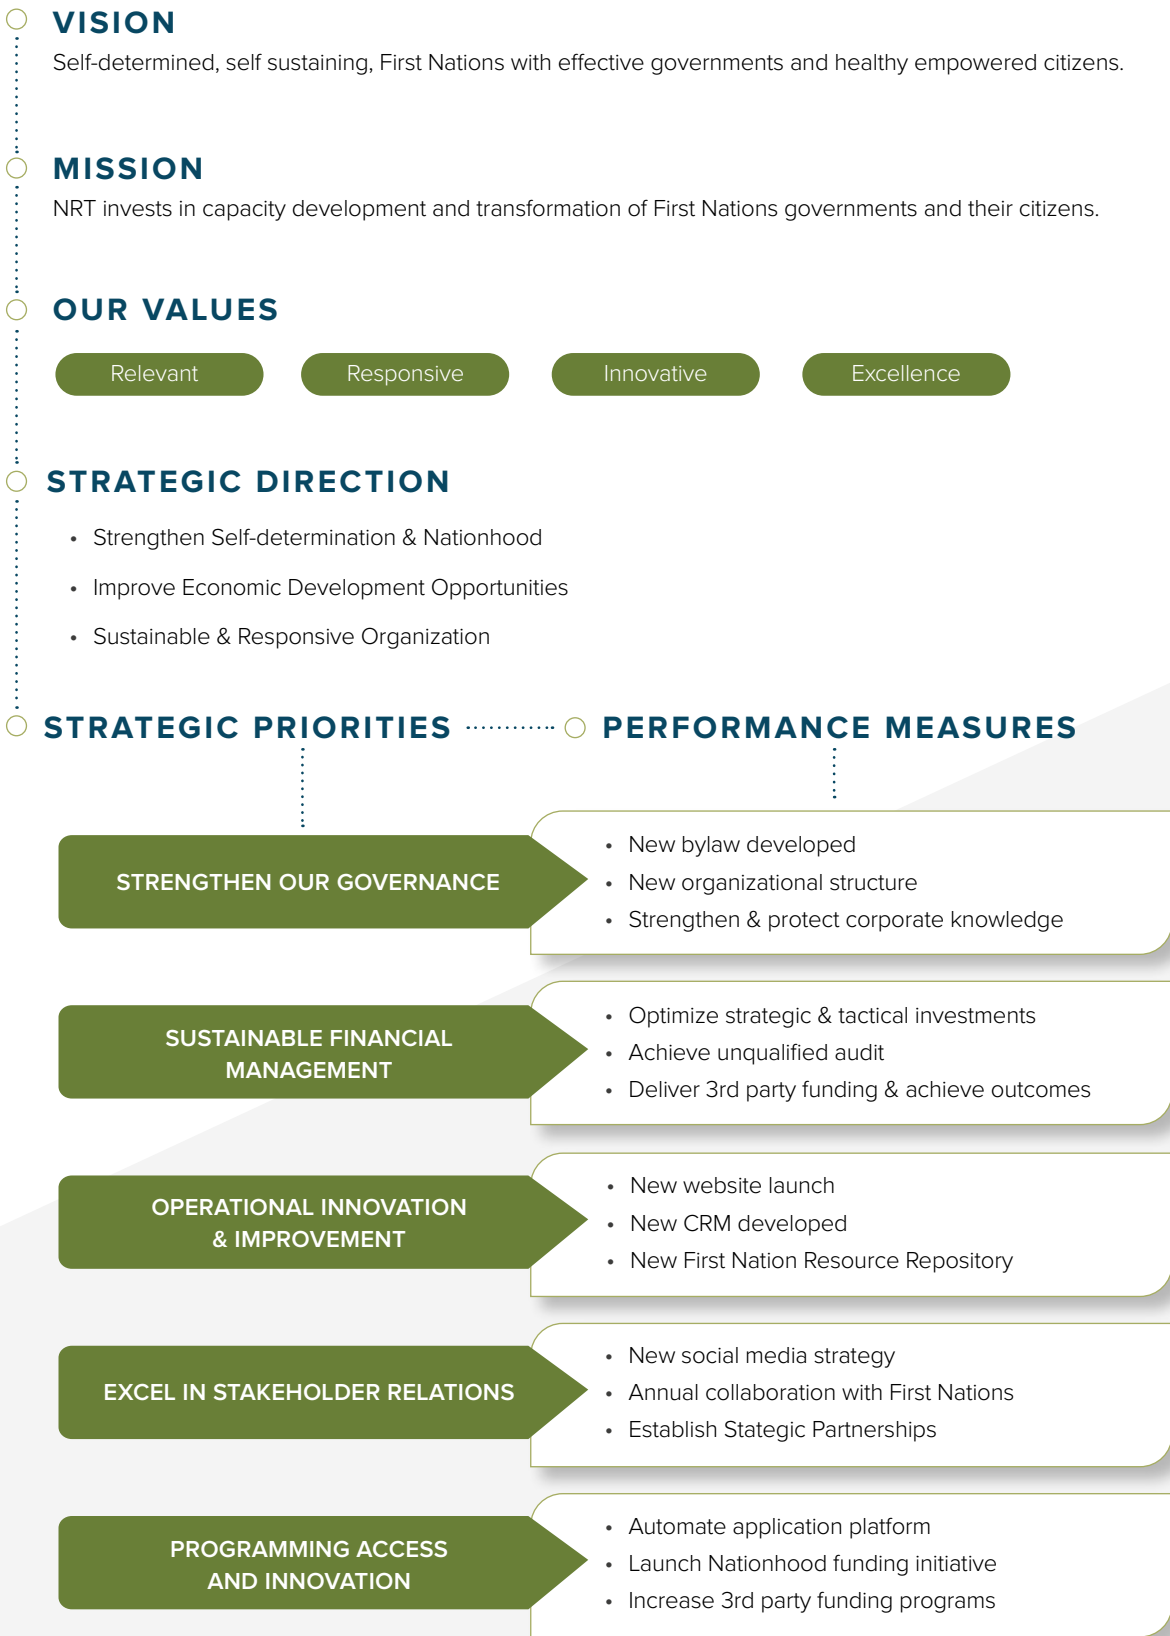 VISION
Self-determined, self sustaining, First Nations with effective governments and healthy empowered citizens.
MISSION
NRT invests in capacity development and transformation of First Nations governments and their citizens.
OUR VALUES
Relevant
Responsive
Innovative
Excellence
STRATEGIC DIRECTION
• Strengthen Self-determination & Nationhood
• Improve Economic Development Opportunities
• Sustainable & Responsive Organization
STRATEGIC PRIORITIES
PERFORMANCE MEASURES
STRENGTHEN OUR GOVERNANCE
• New bylaw developed
• New organizational structure
• Strengthen & protect corporate knowledge
SUSTAINABLE FINANCIAL
MANAGEMENT
• Optimize strategic & tactical investments
• Achieve unqualified audit
• Deliver 3rd party funding & achieve outcomes
OPERATIONAL INNOVATION
& IMPROVEMENT
• New website launch
• New CRM developed
• New First Nation Resource Repository
EXCEL IN STAKEHOLDER RELATIONS
• New social media strategy
• Annual collaboration with First Nations
• Establish Stategic Partnerships
PROGRAMMING ACCESS
AND INNOVATION
• Automate application platform
• Launch Nationhood funding initiative
• Increase 3rd party funding programs